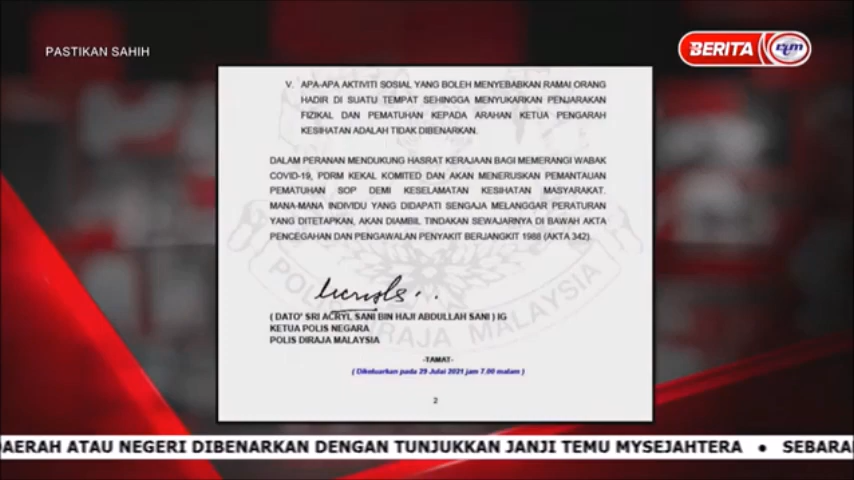 PASTIKAN SAHIH
BERITA rtm
V. APA-APA AKTIVITI SOSIAL YANG BOLEH MENYEBABKAN RAMAI ORANG
HADIR DI SUATU TEMPAT SEHINGGA MENYUKARKAN PENJARAKAN
FIZIKAL DAN PEMATUHAN KEPADA ARAHAN KETUA PENGARAH
KESIHATAN ADALAH TIDAK DIBENARKAN.
DALAM PERANAN MENDUKUNG HASRAT KERAJAAN BAGI MEMERANGI WABAK
COVID-19, PDRM KEKAL KOMITED DAN AKAN MENERUSKAN PEMANTAUAN
PEMATUHAN SOP DEMI KESELAMATAN KESIHATAN MASYARAKAT.
MANA-MANA INDIVIDU YANG DIDAPATI SENGAJA MELANGGAR PERATURAN
YANG DITETAPKAN, AKAN DIAMBIL TINDAKAN SEWAJARNYA DI BAWAH AKTA
PENCEGAHAN DAN PENGAWALAN PENYAKIT BERJANGKIT 1988 (AKTA 342).
POLIS DIRAJA MALAYSIA
( DATO' SRI ACRYL SANI BIN HAJI ABDULLAH SANI ) IG
KETUA POLIS NEGARA
POLIS DIRAJA MALAYSIA
-TAMAT-
( Dikeluarkan pada 29 Julai 2021 jam 7.00 malam )
2
DAERAH ATAU NEGERI DIBENARKAN DENGAN TUNJUKKAN JANJI TEMU MYSEJAHTERA • SEBARA